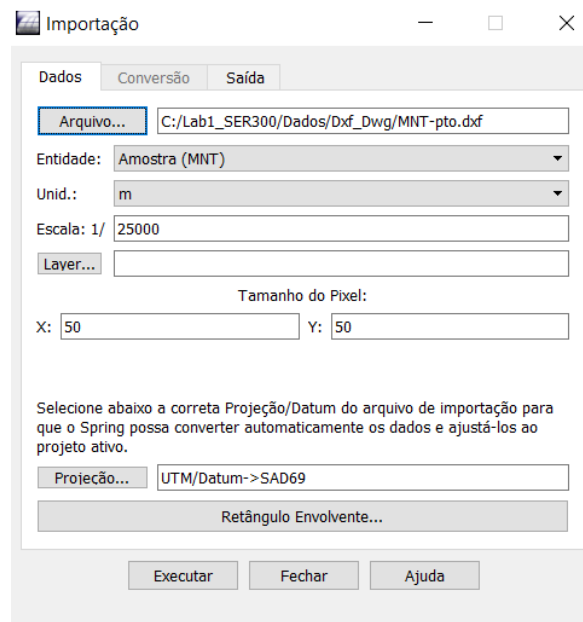 Importação
Dados Conversão Saída
Arquivo... C:/Lab1_SER300/Dados/Dxf_Dwg/MNT-pto.dxf
Entidade: Amostra (MNT)
Unid.: m
Escala: 1/ 25000
Layer...
Tamanho do Pixel:
X: 50 Y: 50
Selecione abaixo a correta Projeção/Datum do arquivo de importação para
que o Spring possa converter automaticamente os dados e ajustá-los ao
projeto ativo.
Projeção... UTM/Datum->SAD69
Retângulo Envolvente...
Executar Fechar Ajuda